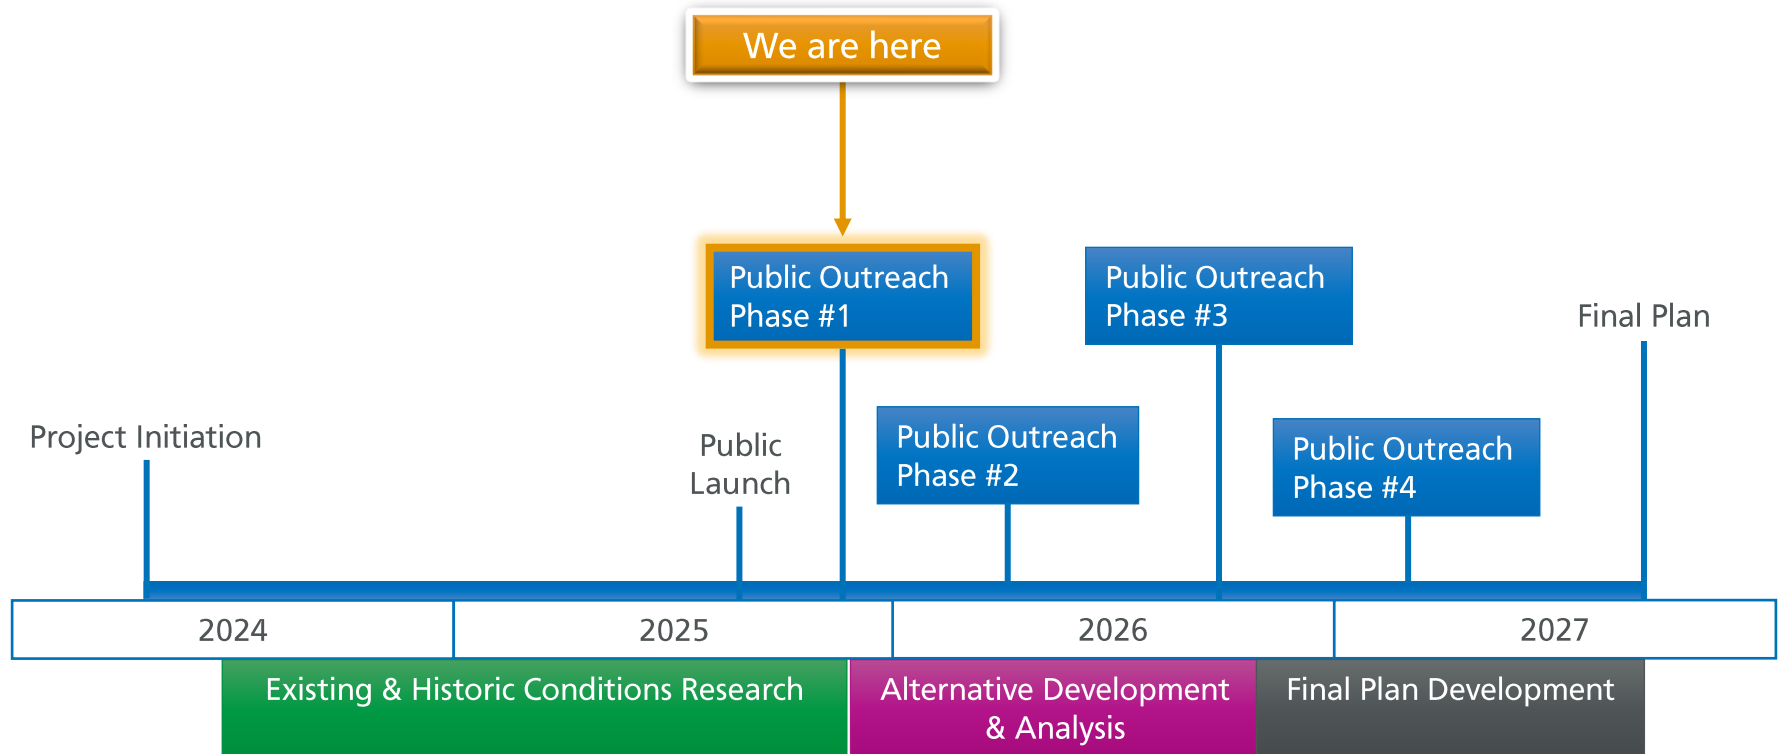 We are here
Public Outreach
Phase #1
Public Outreach
Phase #3
Final Plan
Project Initiation
Public
Launch
Public Outreach
Phase #2
Public Outreach
Phase #4
2024
2025
2026
2027
Existing & Historic Conditions Research
Alternative Development
& Analysis
Final Plan Development